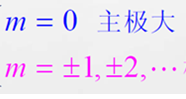 m = 0 主极大
m = ±1,±2,⋯